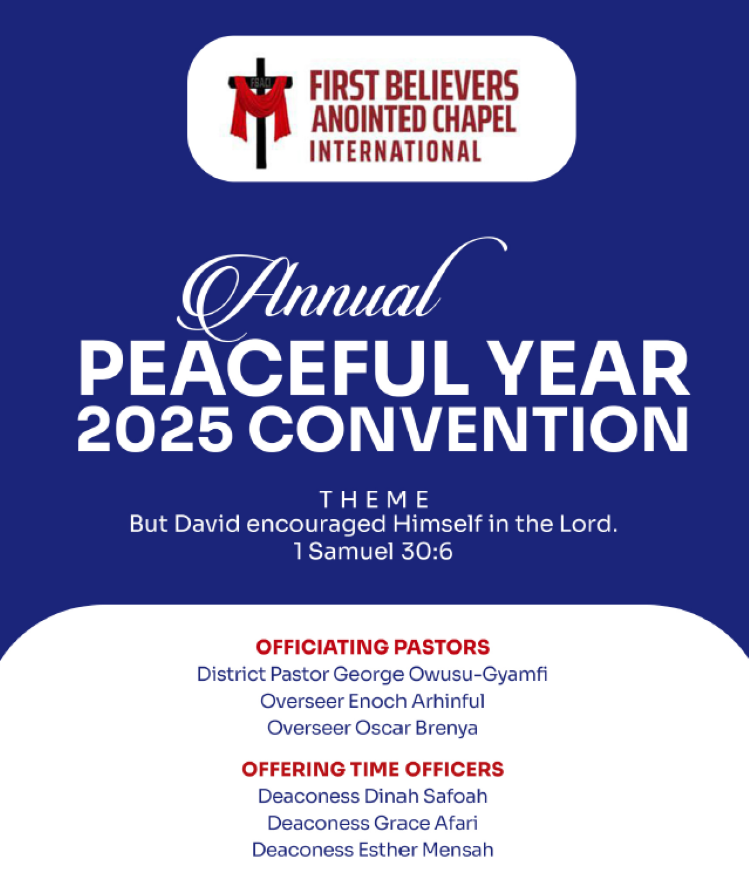 FBACI
FIRST BELIEVERS
ANOINTED CHAPEL
INTERNATIONAL
Annual
PEACEFUL YEAR
2025 CONVENTION
THEME
But David encouraged Himself in the Lord.
1 Samuel 30:6
OFFICIATING PASTORS
District Pastor George Owusu-Gyamfi
Overseer Enoch Arhinful
Overseer Oscar Brenya
OFFERING TIME OFFICERS
Deaconess Dinah Safoah
Deaconess Grace Afari
Deaconess Esther Mensah